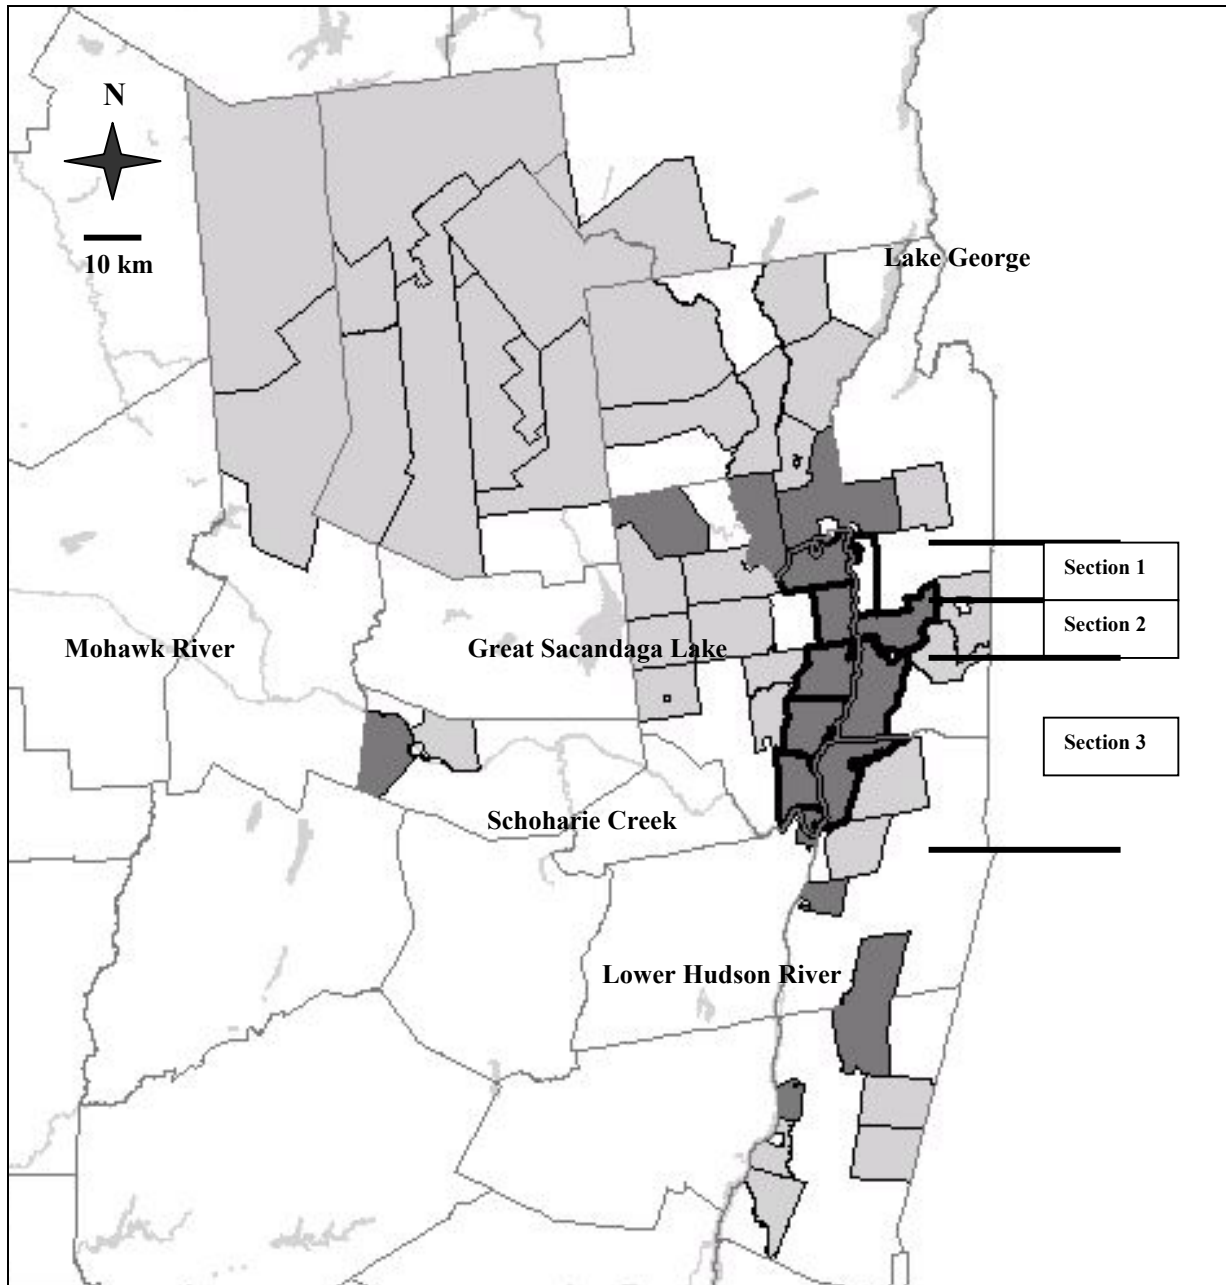 N
10 km
Lake George
Section 1
Section 2
Mohawk River
Great Sacandaga Lake
Section 3
Schoharie Creek
Lower Hudson River